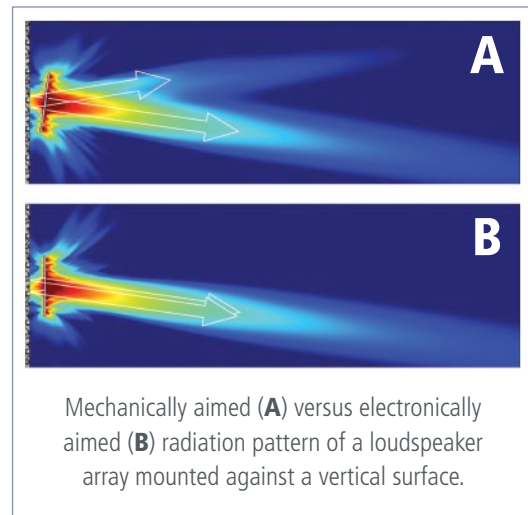 A
B
Mechanically aimed (A) versus electronically
aimed (B) radiation pattern of a loudspeaker
array mounted against a vertical surface.